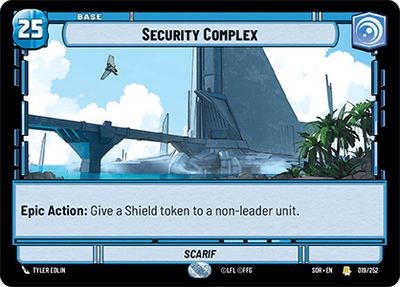 BASE
25
SECURITY COMPLEX
Epic Action: Give a Shield token to a non-leader unit.
SCARIF
TYLER EDLIN
©LFL ©FFG
SOR • EN
019/252